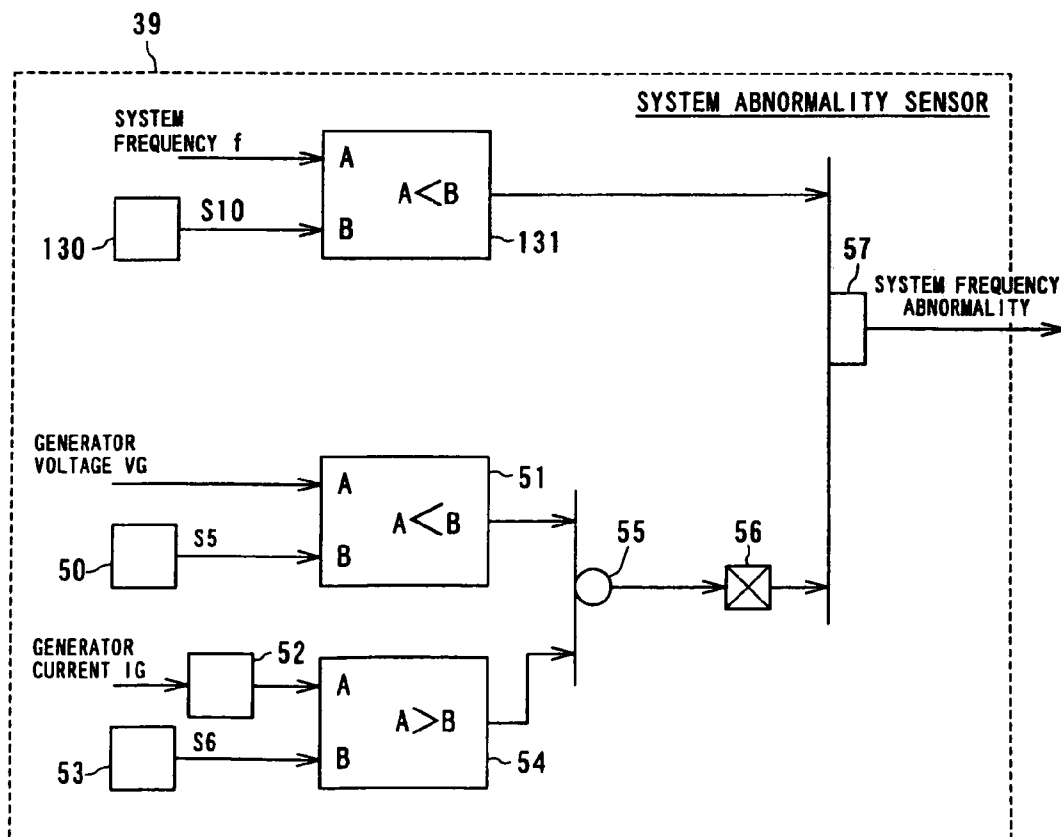 39
SYSTEM ABNORMALITY SENSOR
SYSTEM
FREQUENCY f
A
A<B
S10
B
130
131
57
SYSTEM FREQUENCY
ABNORMALITY
GENERATOR
VOLTAGE VG
A
51
A<B
S5
B
50
55
56
GENERATOR
CURRENT IG
52
A
A>B
S6
B
53
54